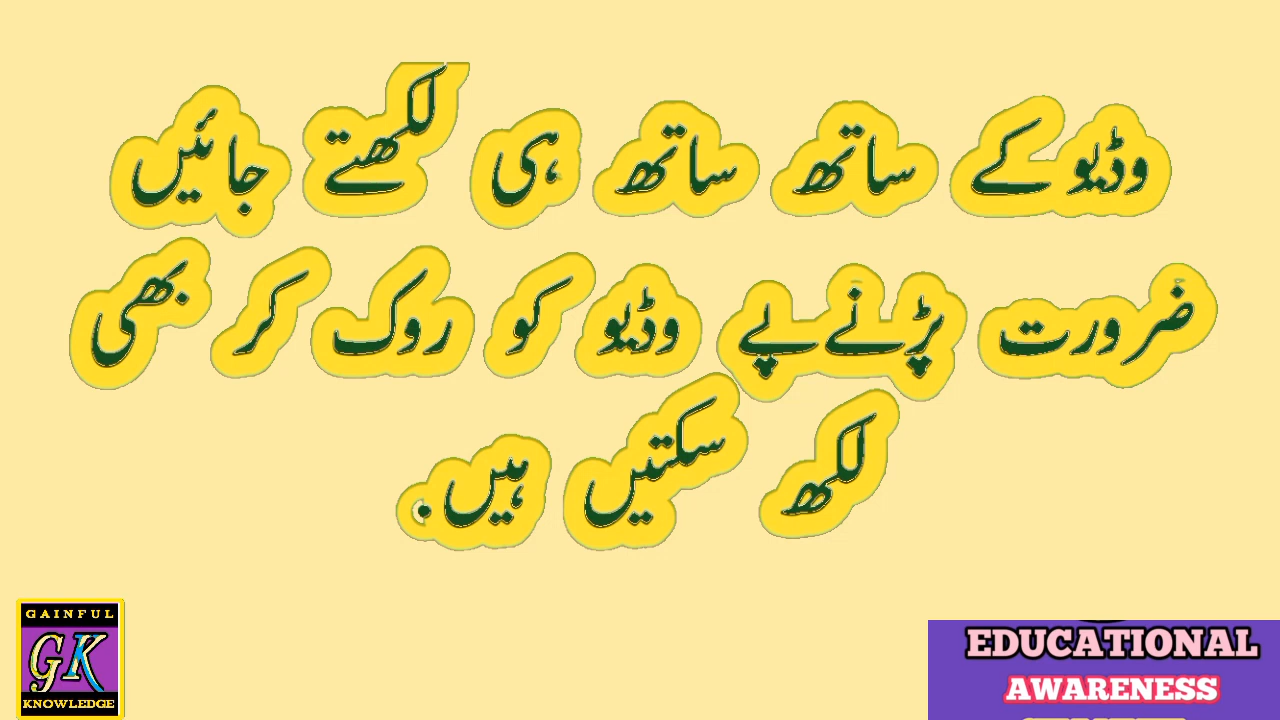 وڈیو کے ساتھ ساتھ ہی لکھتے جائیں
ضرورت پڑنے پے وڈیو کو روک کر بھی
لکھ سکتیں ہیں.
GAINFUL
GK
KNOWLEDGE
EDUCATIONAL
AWARENESS